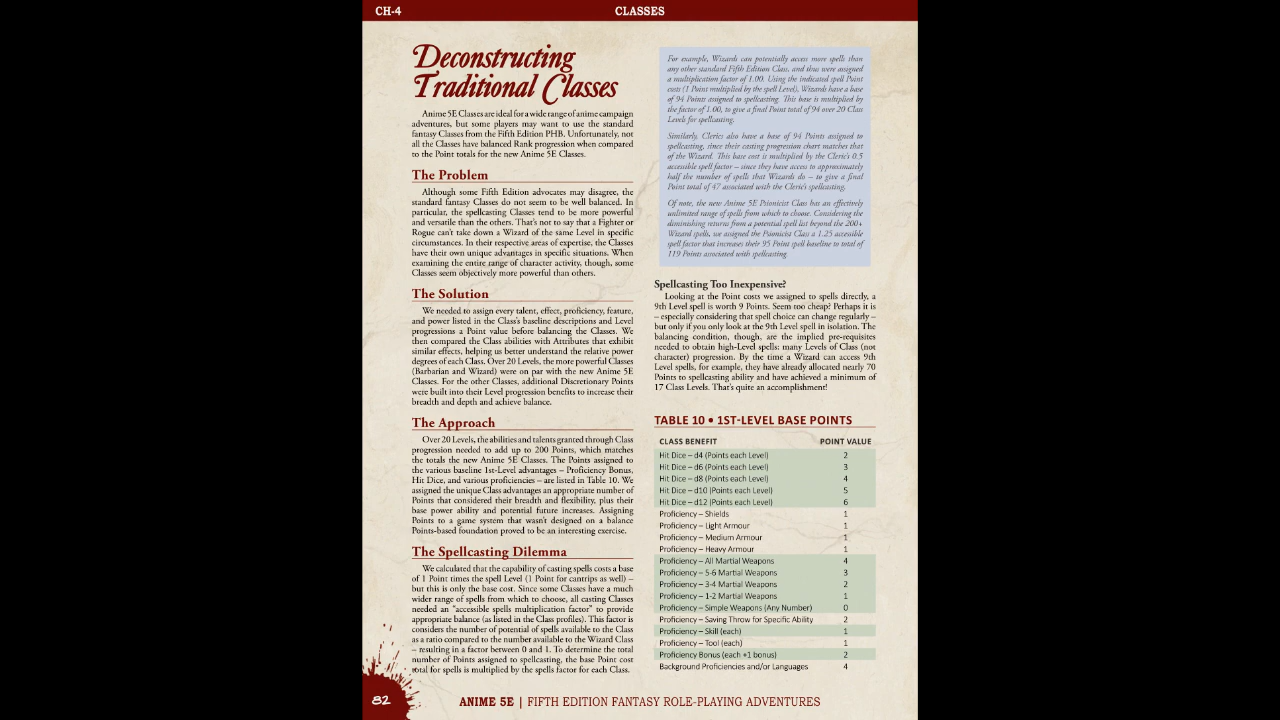 CH-4
CLASSES
Deconstructing
Traditional Classes
Anime 5E Classes are ideal for a wide range of anime campaign
adventures, but some players may want to use the standard
fantasy Classes from the Fifth Edition PHB. Unfortunately, not
all the Classes have balanced Rank progression when compared
to the Point totals for the new Anime 5E Classes.
The Problem
Although some Fifth Edition advocates may disagree, the
standard fantasy Classes do not seem to be well balanced. In
particular, the spellcasting Classes tend to be more powerful
and versatile than the others. That's not to say that a Fighter or
Rogue can't take down a Wizard of the same Level in specific
circumstances. In their respective areas of expertise, the Classes
have their own unique advantages in specific situations. When
examining the entire range of character activity, though, some
Classes seem objectively more powerful than others.
The Solution
We needed to assign every talent, effect, proficiency, feature,
and power listed in the Class's baseline descriptions and Level
progressions a Point value before balancing the Classes. We
then compared the Class abilities with Attributes that exhibit
similar effects, helping us better understand the relative power
degrees of each Class. Over 20 Levels, the more powerful Classes
(Barbarian and Wizard) were on par with the new Anime 5E
Classes. For the other Classes, additional Discretionary Points
were built into their Level progression benefits to increase their
breadth and depth and achieve balance.
The Approach
Over 20 Levels, the abilities and talents granted through Class
progression needed to add up to 200 Points, which matches
the totals the new Anime 5E Classes. The Points assigned to
the various baseline 1st-Level advantages – Proficiency Bonus,
Hit Dice, and various proficiencies – are listed in Table 10. We
assigned the unique Class advantages an appropriate number of
Points that considered their breadth and flexibility, plus their
base power ability and potential future increases. Assigning
Points to a game system that wasn't designed on a balance
Points-based foundation proved to be an interesting exercise.
The Spellcasting Dilemma
We calculated that the capability of casting spells costs a base
of 1 Point times the spell Level (1 Point for cantrips as well) –
but this is only the base cost. Since some Classes have a much
wider range of spells from which to choose, all casting Classes
needed an "accessible spells multiplication factor" to provide
appropriate balance (as listed in the Class profiles). This factor is
considers the number of potential of spells available to the Class
as a ratio compared to the number available to the Wizard Class
– resulting in a factor between 0 and 1. To determine the total
number of Points assigned to spellcasting, the base Point cost
total for spells is multiplied by the spells factor for each Class.
For example, Wizards can potentially access more spells than
any other standard Fifth Edition Class, and thus were assigned
a multiplication factor of 1.00. Using the indicated spell Point
costs (1 Point multiplied by the spell Level), Wizards have a base
of 94 Points assigned to spellcasting. This base is multiplied by
the factor of 1.00, to give a final Point total of 94 over 20 Class
Levels for spellcasting.
Similarly, Clerics also have a base of 94 Points assigned to
spellcasting, since their casting progression chart matches that
of the Wizard. This base cost is multiplied by the Cleric's 0.5
accessible spell factor – since they have access to approximately
half the number of spells that Wizards do – to give a final
Point total of 47 associated with the Cleric's spellcasting.
Of note, the new Anime 5E Psionicist Class has an effectively
unlimited range of spells from which to choose. Considering the
diminishing returns from a potential spell list beyond the 200+
Wizard spells, we assigned the Psionicist Class a 1.25 accessible
spell factor that increases their 95 Point spell baseline to total of
119 Points associated with spellcasting.
Spellcasting Too Inexpensive?
Looking at the Point costs we assigned to spells directly, a
9th Level spell is worth 9 Points. Seem too cheap? Perhaps it is
– especially considering that spell choice can change regularly –
but only if you only look at the 9th Level spell in isolation. The
balancing condition, though, are the implied pre-requisites
needed to obtain high-Level spells: many Levels of Class (not
character) progression. By the time a Wizard can access 9th
Level spells, for example, they have already allocated nearly 70
Points to spellcasting ability and have achieved a minimum of
17 Class Levels. That's quite an accomplishment!
TABLE 10 • 1ST-LEVEL BASE POINTS
CLASS BENEFIT POINT VALUE
Hit Dice – d4 (Points each Level) 2
Hit Dice – d6 (Points each Level) 3
Hit Dice – d8 (Points each Level) 4
Hit Dice – d10 (Points each Level) 5
Hit Dice – d12 (Points each Level) 6
Proficiency – Shields 1
Proficiency – Light Armour 1
Proficiency – Medium Armour 1
Proficiency – Heavy Armour 1
Proficiency – All Martial Weapons 4
Proficiency – 5-6 Martial Weapons 3
Proficiency – 3-4 Martial Weapons 2
Proficiency – 1-2 Martial Weapons 1
Proficiency – Simple Weapons (Any Number) 0
Proficiency – Saving Throw for Specific Ability 2
Proficiency – Skill (each) 1
Proficiency – Tool (each) 1
Proficiency Bonus (each +1 bonus) 2
Background Proficiencies and/or Languages 4
82
ANIME 5E | FIFTH EDITION FANTASY ROLE-PLAYING ADVENTURES